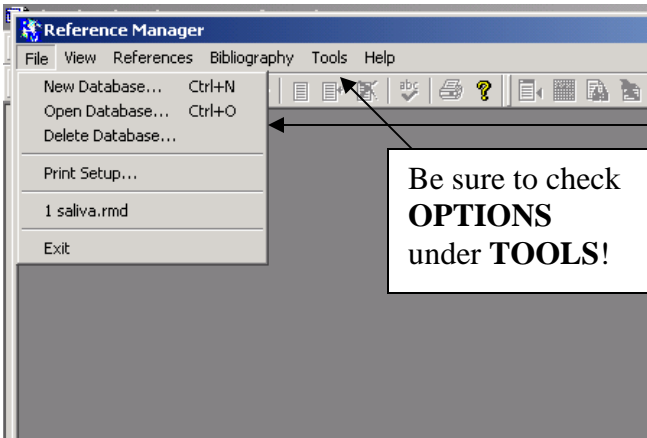 Reference Manager
File View References Bibliography Tools Help
New Database... Ctrl+N
Open Database... Ctrl+O
Delete Database...
Print Setup...
1 saliva.rmd
Exit
abc
Be sure to check
OPTIONS
under TOOLS!